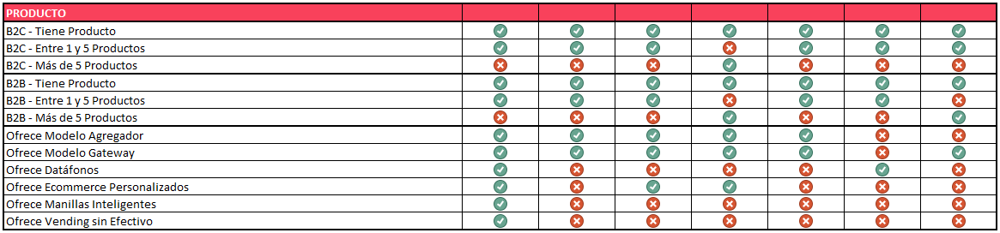 PRODUCTO
B2C - Tiene Producto
B2C - Entre 1 y 5 Productos
B2C - Más de 5 Productos
B2B - Tiene Producto
B2B - Entre 1 y 5 Productos
B2B - Más de 5 Productos
Ofrece Modelo Agregador
Ofrece Modelo Gateway
Ofrece Datáfonos
Ofrece Ecommerce Personalizados
Ofrece Manillas Inteligentes
Ofrece Vending sin Efectivo